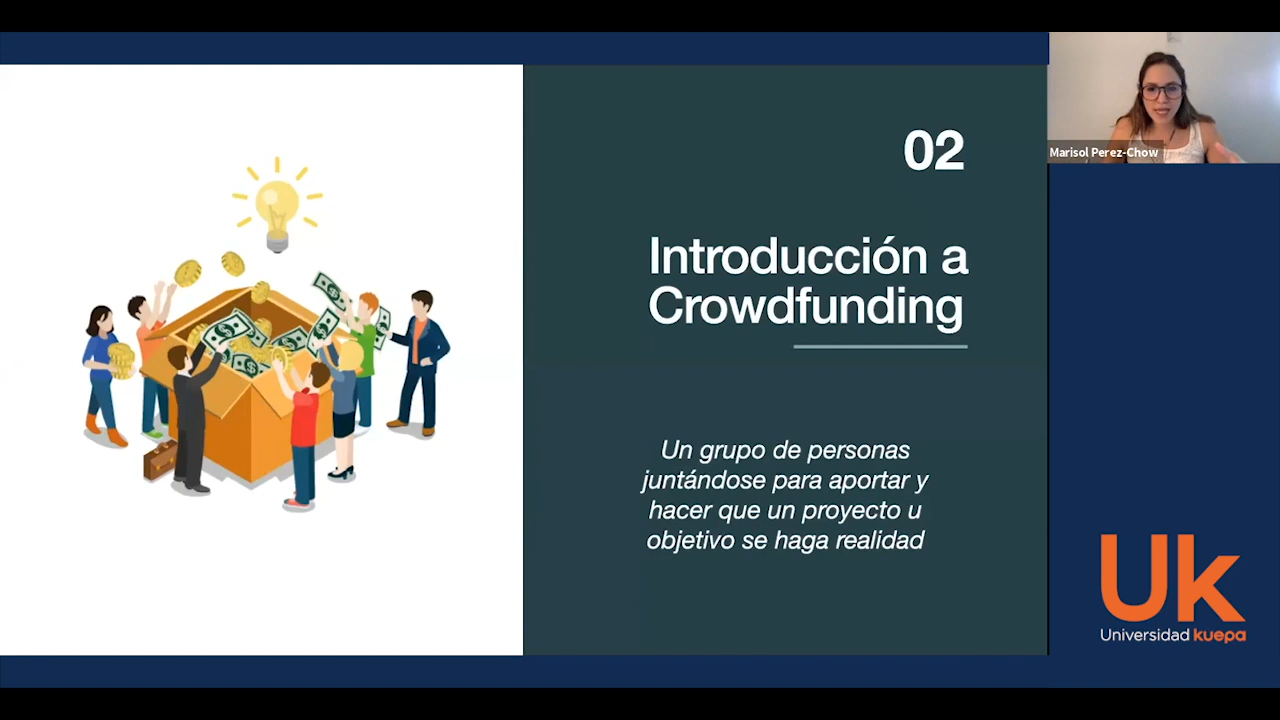 02
Introducción a
Crowdfunding
Un grupo de personas
juntándose para aportar y
hacer que un proyecto u
objetivo se haga realidad
Marisol Perez-Chow
Uk
Universidad kuepa